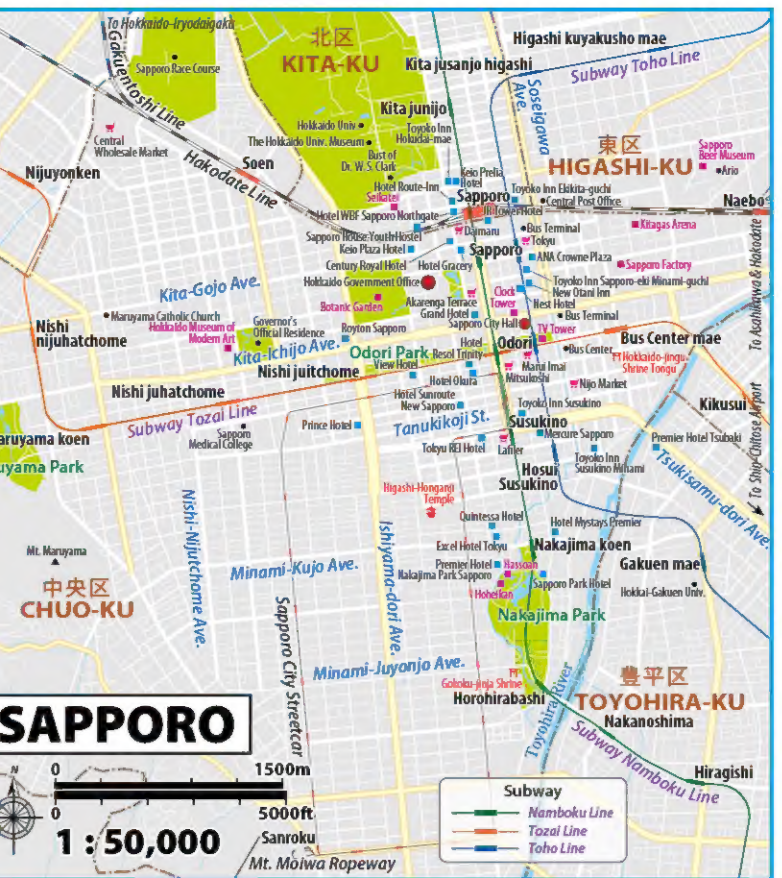 To Hokkaido-Iryodaigaku
Gakuentoshi Line
Sapporo Race Course
北区
KITA-KU
Higashi kuyakusho mae
Kita jusanjo higashi
Subway Toho Line
Soseigawa
Ave.
Kita junijo
Central
Wholesale Market
Hokkaido Univ.
The Hokkaido Univ. Museum
Toyoko Inn
Hokudai-mae
Bust of
Dr. W. S. Clark
東区
HIGASHI-KU
Sapporo
Beer Museum
Ario
Nijuyonken
Soen
Hakodate Line
Hotel Route-Inn
Keio Prelia
Hotel
Seikatei
Sapporo
Toyoko Inn Ekikita-guchi
Central Post Office
Naebo
Hotel WBF Sapporo Northgate
JR Tower Hotel
Sapporo House Youth Hostel
Daimaru
Bus Terminal
Kitagas Arena
Keio Plaza Hotel
Sapporo
Tokyu
Century Royal Hotel
Hotel Gracery
ANA Crowne Plaza
Sapporo Factory
Hokkaido Government Office
Toyoko Inn Sapporo-eki Minami-guchi
Kita-Gojo Ave.
New Otani Inn
Botanic Garden
Akarenga Terrace
Clock
Tower
Nest Hotel
Grand Hotel
Maruyama Catholic Church
Governor's
Official Residence
Royton Sapporo
Sapporo City Hall
Bus Terminal
To Asahikawa & Hakodate
Nishi
nijuhatchome
Hokkaido Museum of
Modern Art
TV Tower
Kita-Ichijo Ave.
Odori Park
Odori
Bus Center mae
Bus Center
Hotel
Resol Trinity
Hokkaido-jingu
Shrine Tongu
Nishi juitchome
View Hotel
Marui Imai
Mitsukoshi
Nijo Market
Hotel Okura
Nishi juhatchome
Hotel Sunroute
New Sapporo
Toyoko Inn Susukino
Kikusui
To Shin-Chitose Airport
Subway Tozai Line
Prince Hotel
Tanukikoji St.
Susukino
aruyama koen
Sapporo
Medical College
Mercure Sapporo
Premier Hotel Tsubaki
uyama Park
Tokyu REI Hotel
Lafiler
Toyoko Inn
Susukino Minami
Tsukisamu-dori Ave.
Hosui
Susukino
Higashi-Honganji
Temple
Nishi-Nijutchome Ave.
Quintessa Hotel
Hotel Mystays Premier
Ishiyama-dori Ave.
Excel Hotel Tokyu
Nakajima koen
Mt. Maruyama
Minami-Kujo Ave.
Premier Hotel
Nakajima Park Sapporo
Hassoan
Gakuen mae
中央区
CHUO-KU
Hoheikan
Sapporo Park Hotel
Hokkai-Gakuen Univ.
Sapporo City Streetcar
Nakajima Park
Minami-Juyonjo Ave.
Gokoku-jinja Shrine
豊平区
TOYOHIRA-KU
Horohirabashi
Toyohira River
Nakanoshima
SAPPORO
Subway Namboku Line
Hiragishi
N
0
1500m
0
5000ft
1 : 50,000
Subway
Namboku Line
Tozai Line
Toho Line
Sanroku
Mt. Moiwa Ropeway